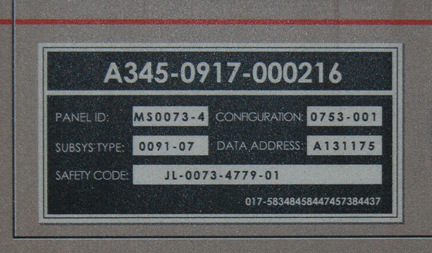 A345-0917-000216
PANEL ID: MS0073-4 CONFIGURATION: 0753-001
SUBSYS TYPE: 0091-07 DATA ADDRESS: A131175
SAFETY CODE: JL-0073-4779-01
017-58348458447457384437